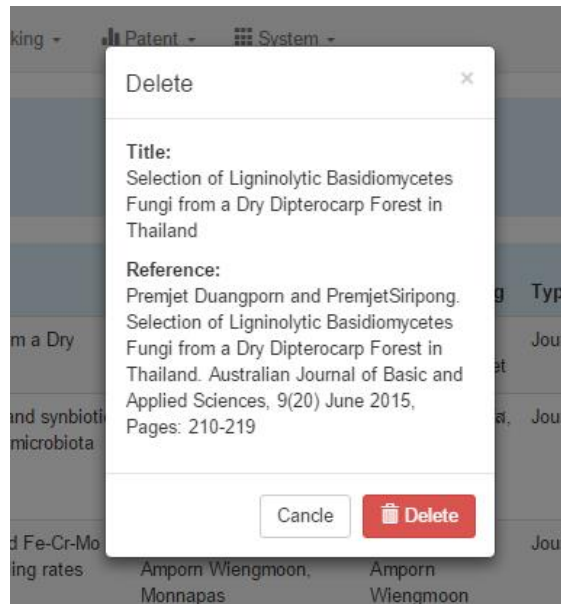 king
Patent
System
Delete
×
Title:
Selection of Ligninolytic Basidiomycetes
Fungi from a Dry Dipterocarp Forest in
Thailand
Reference:
Premjet Duangporn and PremjetSiripong.
Selection of Ligninolytic Basidiomycetes
Fungi from a Dry Dipterocarp Forest in
Thailand. Australian Journal of Basic and
Applied Sciences, 9(20) June 2015,
Pages: 210-219
Cancle
Delete
g Typ
m a Dry
Jou
et
and synbioti
ส, Jou
microbiota
d Fe-Cr-Mo
Jou
ing rates
Amporn Wiengmoon,
Monnapas
Amporn
Wiengmoon